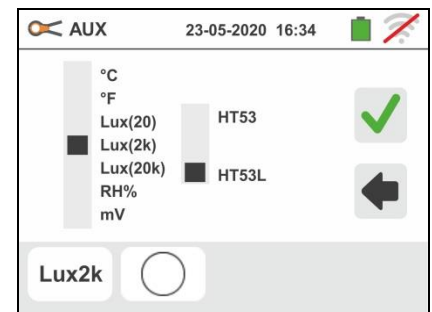 AUX 23-05-2020 16:34
°C
°F
Lux(20)
Lux(2k)
Lux(20k)
RH%
mV
HT53
HT53L
Lux2k